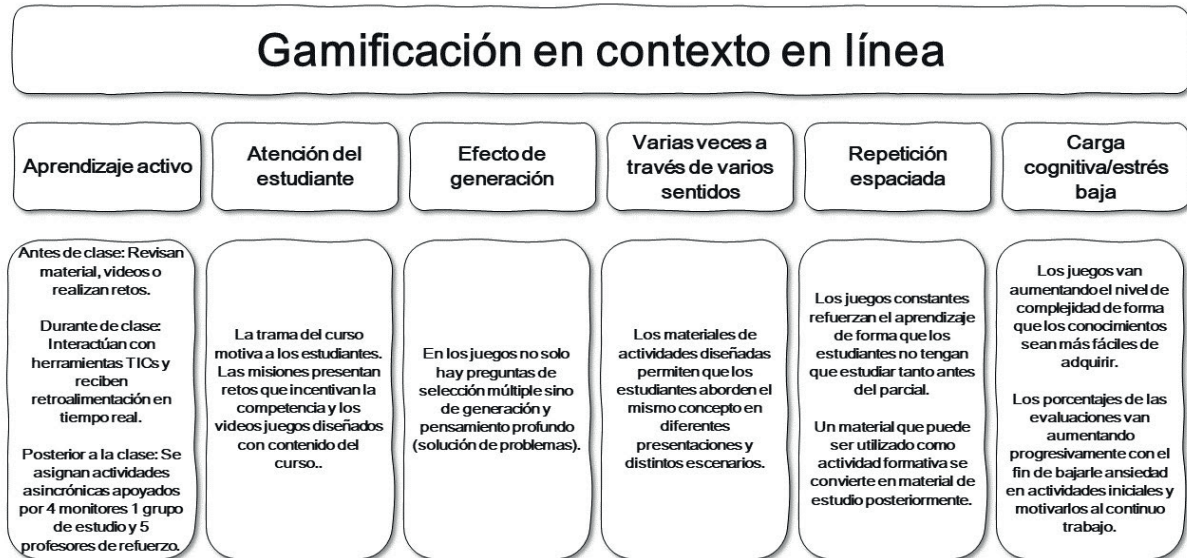 Gamificación en contexto en línea
Aprendizaje activo
Atención del
estudiante
Efecto de
generación
Varias veces a
través de varios
sentidos
Repetición
espaciada
Carga
cognitiva/estrés
baja
Antes de clase: Revisan
material, videos o
realizan retos.
Durante de clase:
Interactúan con
herramientas TICs y
reciben
retroalimentación en
tiempo real.
Posterior a la clase: Se
asignan actividades
asincrónicas apoyados
por 4 monitores 1 grupo
de estudio y 5
profesores de refuerzo.
La trama del curso
motiva a los estudiantes.
Las misiones presentan
retos que incentivan la
competencia y los
videos juegos diseñados
con contenido del
curso..
En los juegos no solo
hay preguntas de
selección múltiple sino
de generación y
pensamiento profundo
(solución de problemas).
Los materiales de
actividades diseñadas
permiten que los
estudiantes aborden el
mismo concepto en
diferentes
presentaciones y
distintos escenarios.
Los juegos constantes
refuerzan el aprendizaje
de forma que los
estudiantes no tengan
que estudiar tanto antes
del parcial.
Un material que puede
ser utilizado como
actividad formativa se
convierte en material de
estudio posteriormente.
Los juegos van
aumentando el nivel de
complejidad de forma
que los conocimientos
sean más fáciles de
adquirir.
Los porcentajes de las
evaluaciones van
aumentando
progresivamente con el
fin de bajarle ansiedad
en actividades iniciales y
motivarlos al continuo
trabajo.